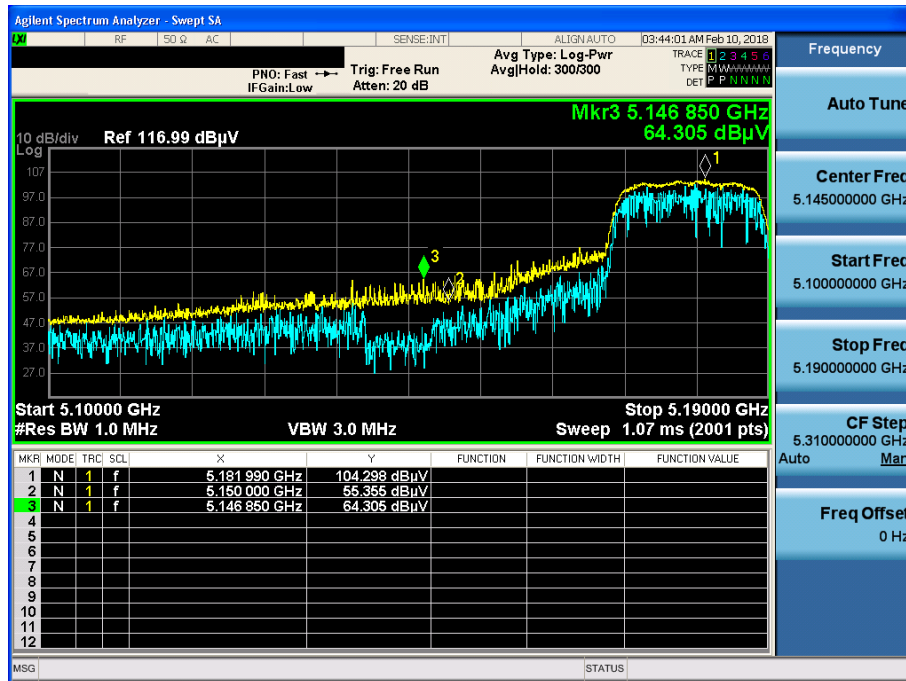 Agilent Spectrum Analyzer - Swept SA
LXI RF 50 Ω AC SENSE:INT ALIGN AUTO 03:44:01 AM Feb 10, 2018
Frequency
Avg Type: Log-Pwr TRACE 1 2 3 4 5 6
PNO: Fast Trig: Free Run Avg|Hold: 300/300 TYPE M WWWWW
IFGain:Low Atten: 20 dB DET P P N N N N
Auto Tune
Mkr3 5.146 850 GHz
10 dB/div Ref 116.99 dBµV 64.305 dBµV
Log
107
97.0
87.0
77.0
67.0
57.0
47.0
37.0
27.0
1
3
2
Center Freq
5.145000000 GHz
Start Freq
5.100000000 GHz
Stop Freq
5.190000000 GHz
Start 5.10000 GHz Stop 5.19000 GHz
#Res BW 1.0 MHz VBW 3.0 MHz Sweep 1.07 ms (2001 pts)
CF Step
5.310000000 GHz
Auto Man
Freq Offset
0 Hz
MKR MODE TRC SCL X Y FUNCTION FUNCTION WIDTH FUNCTION VALUE
1 N 1 f 5.181 990 GHz 104.298 dBµV
2 N 1 f 5.150 000 GHz 55.355 dBµV
3 N 1 f 5.146 850 GHz 64.305 dBµV
4
5
6
7
8
9
10
11
12
MSG STATUS